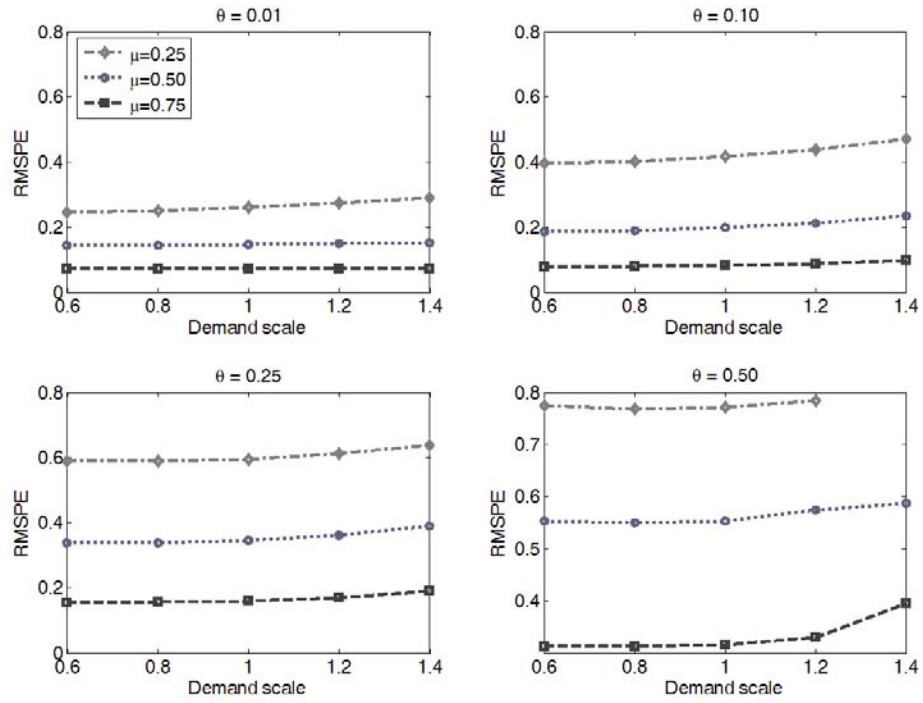 θ = 0.01
0.8
0.6
0.4
0.2
0
RMSPE
μ=0.25
μ=0.50
μ=0.75
0.6 0.8 1 1.2 1.4
Demand scale
θ = 0.10
0.8
0.6
0.4
0.2
0
RMSPE
0.6 0.8 1 1.2 1.4
Demand scale
θ = 0.25
0.8
0.6
0.4
0.2
0
RMSPE
0.6 0.8 1 1.2 1.4
Demand scale
θ = 0.50
0.8
0.7
0.6
0.5
0.4
RMSPE
0.6 0.8 1 1.2 1.4
Demand scale